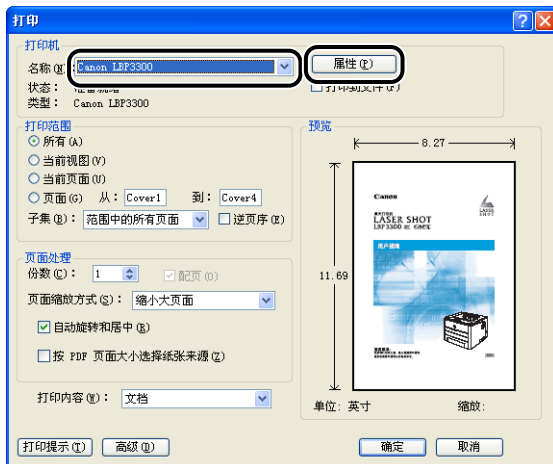 打印
打印机
名称(N): Canon LBP3300 属性(P)
状态:
类型: Canon LBP3300
打印到文件(F)
打印范围
所有(A)
当前视图(V)
当前页面(U)
页面(G) 从: Cover1 到: Cover4
子集(B): 范围中的所有页面 逆页序(E)
页面处理
份数(C): 1 配页(O)
页面缩放方式(S): 缩小大页面
自动旋转和居中(R)
按 PDF 页面大小选择纸张来源(Z)
打印内容(W): 文档
预览
8.27
11.69
Canon
LASER SHOT
LASER SHOT
LBP3300
用户指南
单位: 英寸 缩放:
打印提示(T) 高级(D) 确定 取消